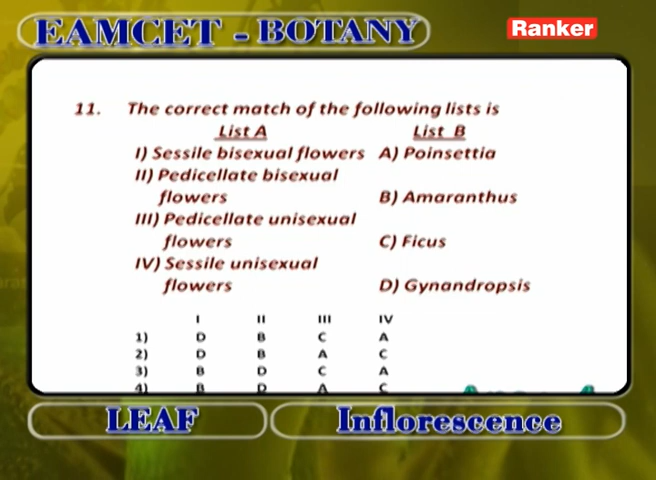 EAMCET - BOTANY
Ranker
11. The correct match of the following lists is
List A List B
I) Sessile bisexual flowers A) Poinsettia
II) Pedicellate bisexual
flowers B) Amaranthus
III) Pedicellate unisexual
flowers C) Ficus
IV) Sessile unisexual
flowers D) Gynandropsis
I II III IV
1) D B C A
2) D B A C
3) B D C A
4) B D A C
LEAF Inflorescence